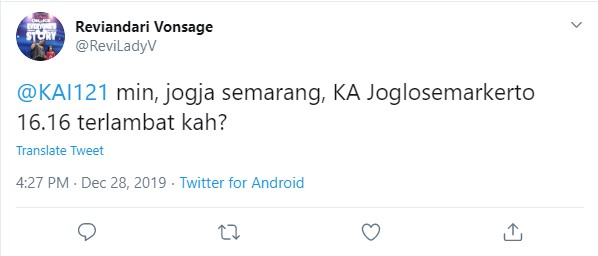 Reviandari Vonsage
@ReviLadyV
@KAI121 min, jogja semarang, KA Joglosemarkerto
16.16 terlambat kah?
Translate Tweet
4:27 PM · Dec 28, 2019 · Twitter for Android